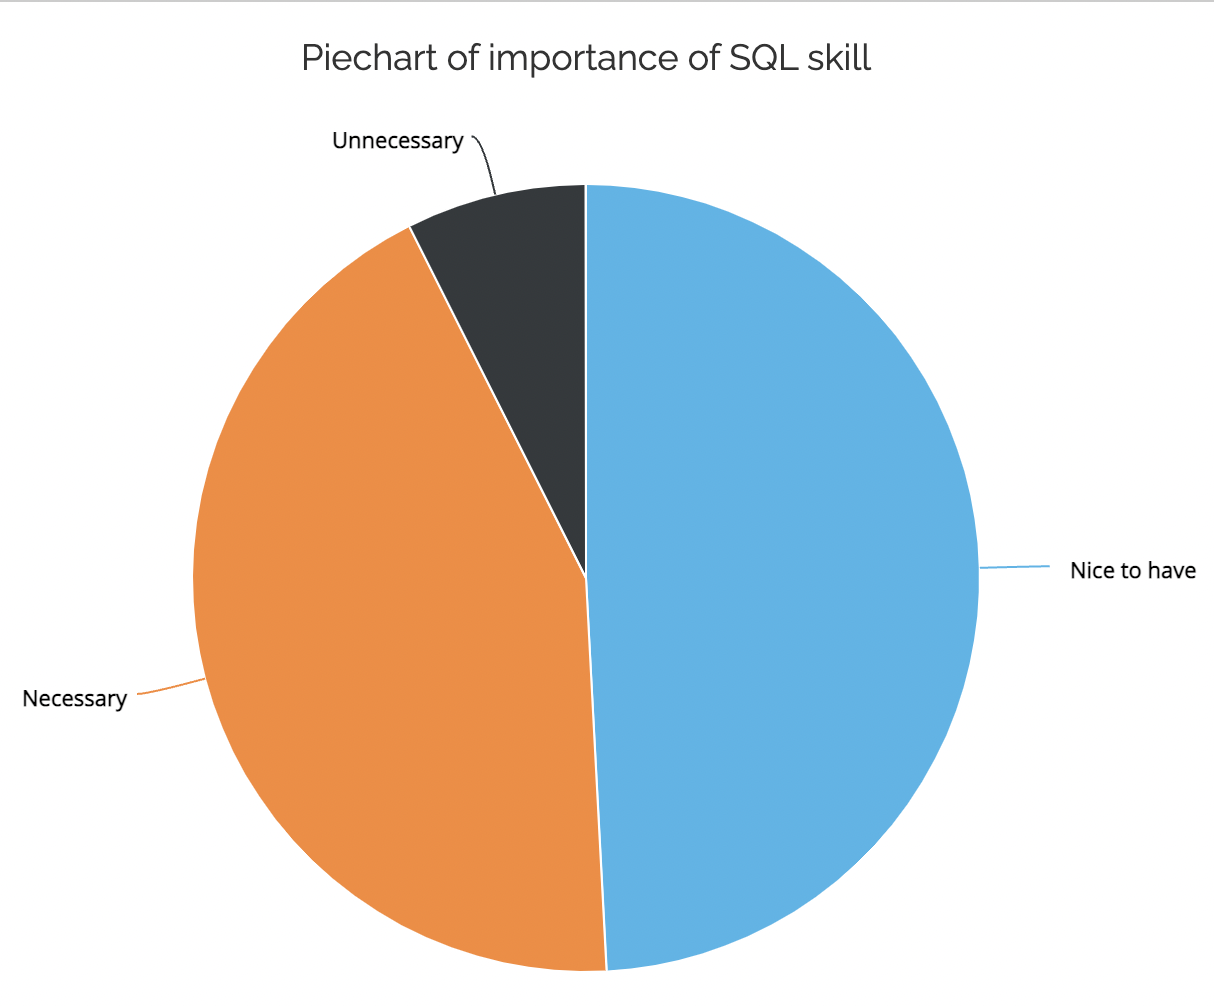 Piechart of importance of SQL skill
Unnecessary
Nice to have
Necessary